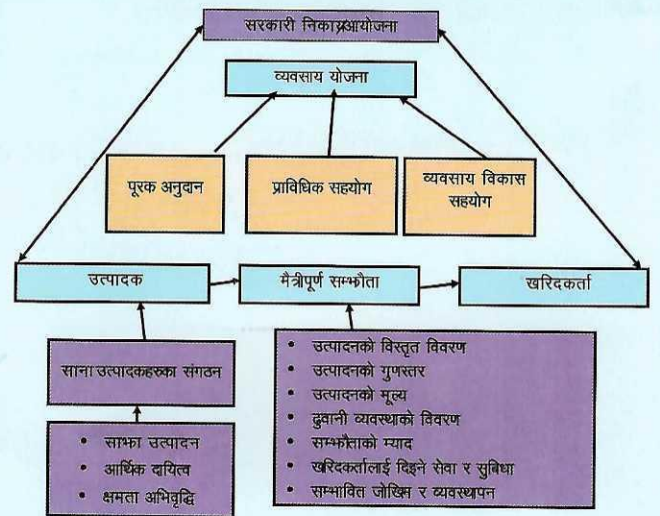 सरकारी निकाय/आयोजना
व्यवसाय योजना
पूरक अनुदान
प्राविधिक सहयोग
व्यवसाय विकास
सहयोग
उत्पादक
मैत्रीपूर्ण सम्झौता
खरिदकर्ता
साना उत्पादकहरुका संगठन
• साझा उत्पादन
• आर्थिक दायित्व
• क्षमता अभिवृद्धि
• उत्पादनको विस्तृत विवरण
• उत्पादनको गुणस्तर
• उत्पादनको मूल्य
• ढुवानी व्यवस्थाको विवरण
• सम्झौताको म्याद
• खरिदकर्तालाई दिइने सेवा र सुबिधा
• सम्भावित जोखिम र व्यवस्थापन